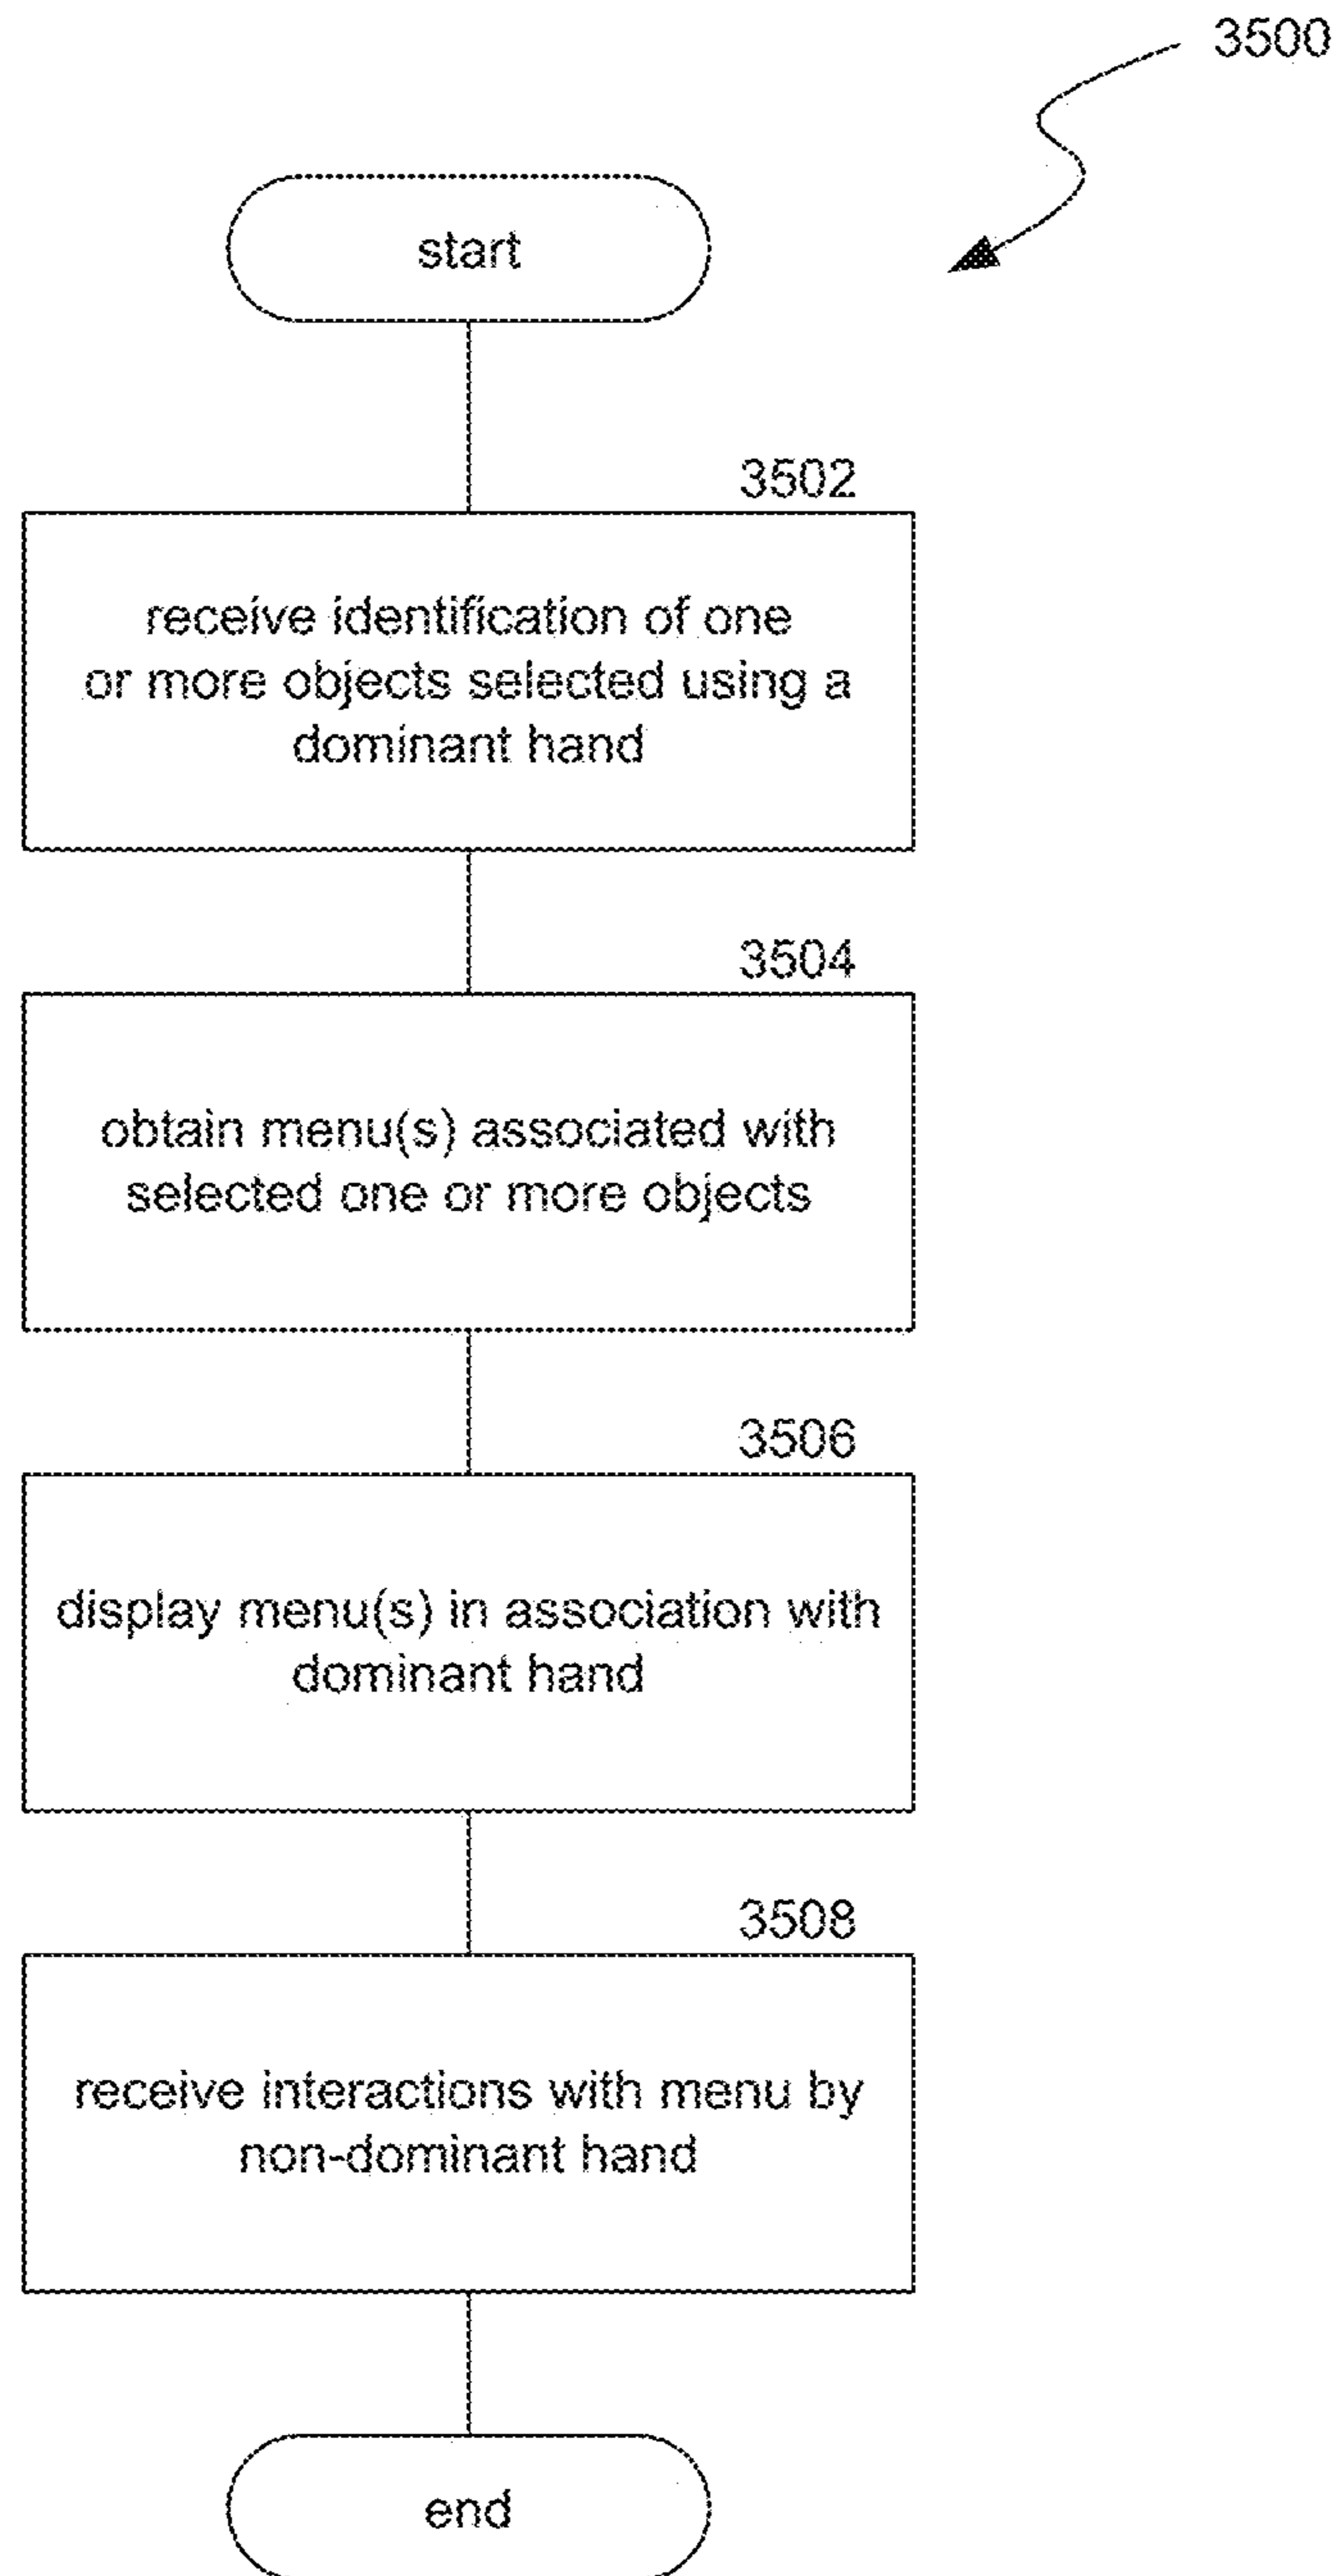 3500
start
3502
receive identification of one
or more objects selected using a
dominant hand
3504
obtain menu(s) associated with
selected one or more objects
3506
display menu(s) in association with
dominant hand
3508
receive interactions with menu by
non-dominant hand
end